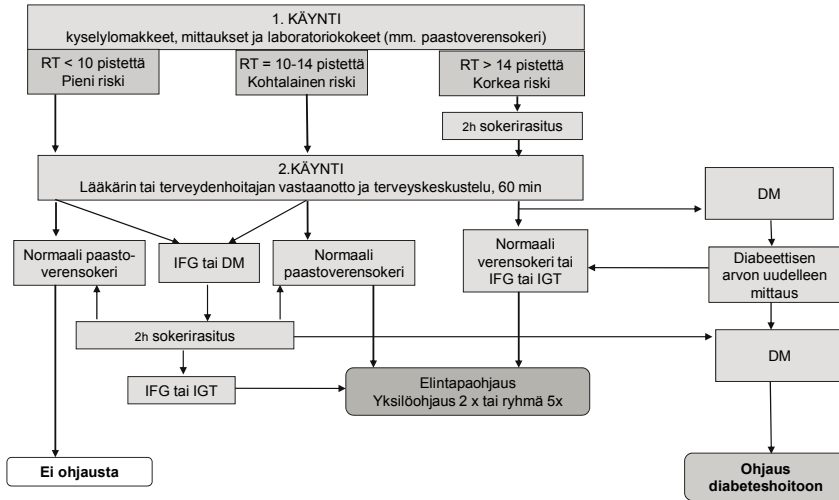 1. KÄYNTI
kyselylomakkeet, mittaukset ja laboratoriokokeet (mm. paastoverensokeri)
RT < 10 pistettä
Pieni riski
RT = 10-14 pistettä
Kohtalainen riski
RT > 14 pistettä
Korkea riski
2h sokerirasitus
2.KÄYNTI
Lääkärin tai terveydenhoitajan vastaanotto ja terveyskeskustelu, 60 min
DM
Normaali paasto-
verensokeri
IFG tai DM
Normaali
paastoverensokeri
Normaali
verensokeri tai
IFG tai IGT
Diabeettisen
arvon uudelleen
mittaus
2h sokerirasitus
DM
IFG tai IGT
Elintapaohjaus
Yksilöohjaus 2 x tai ryhmä 5x
Ei ohjausta
Ohjaus
diabeteshoitoon